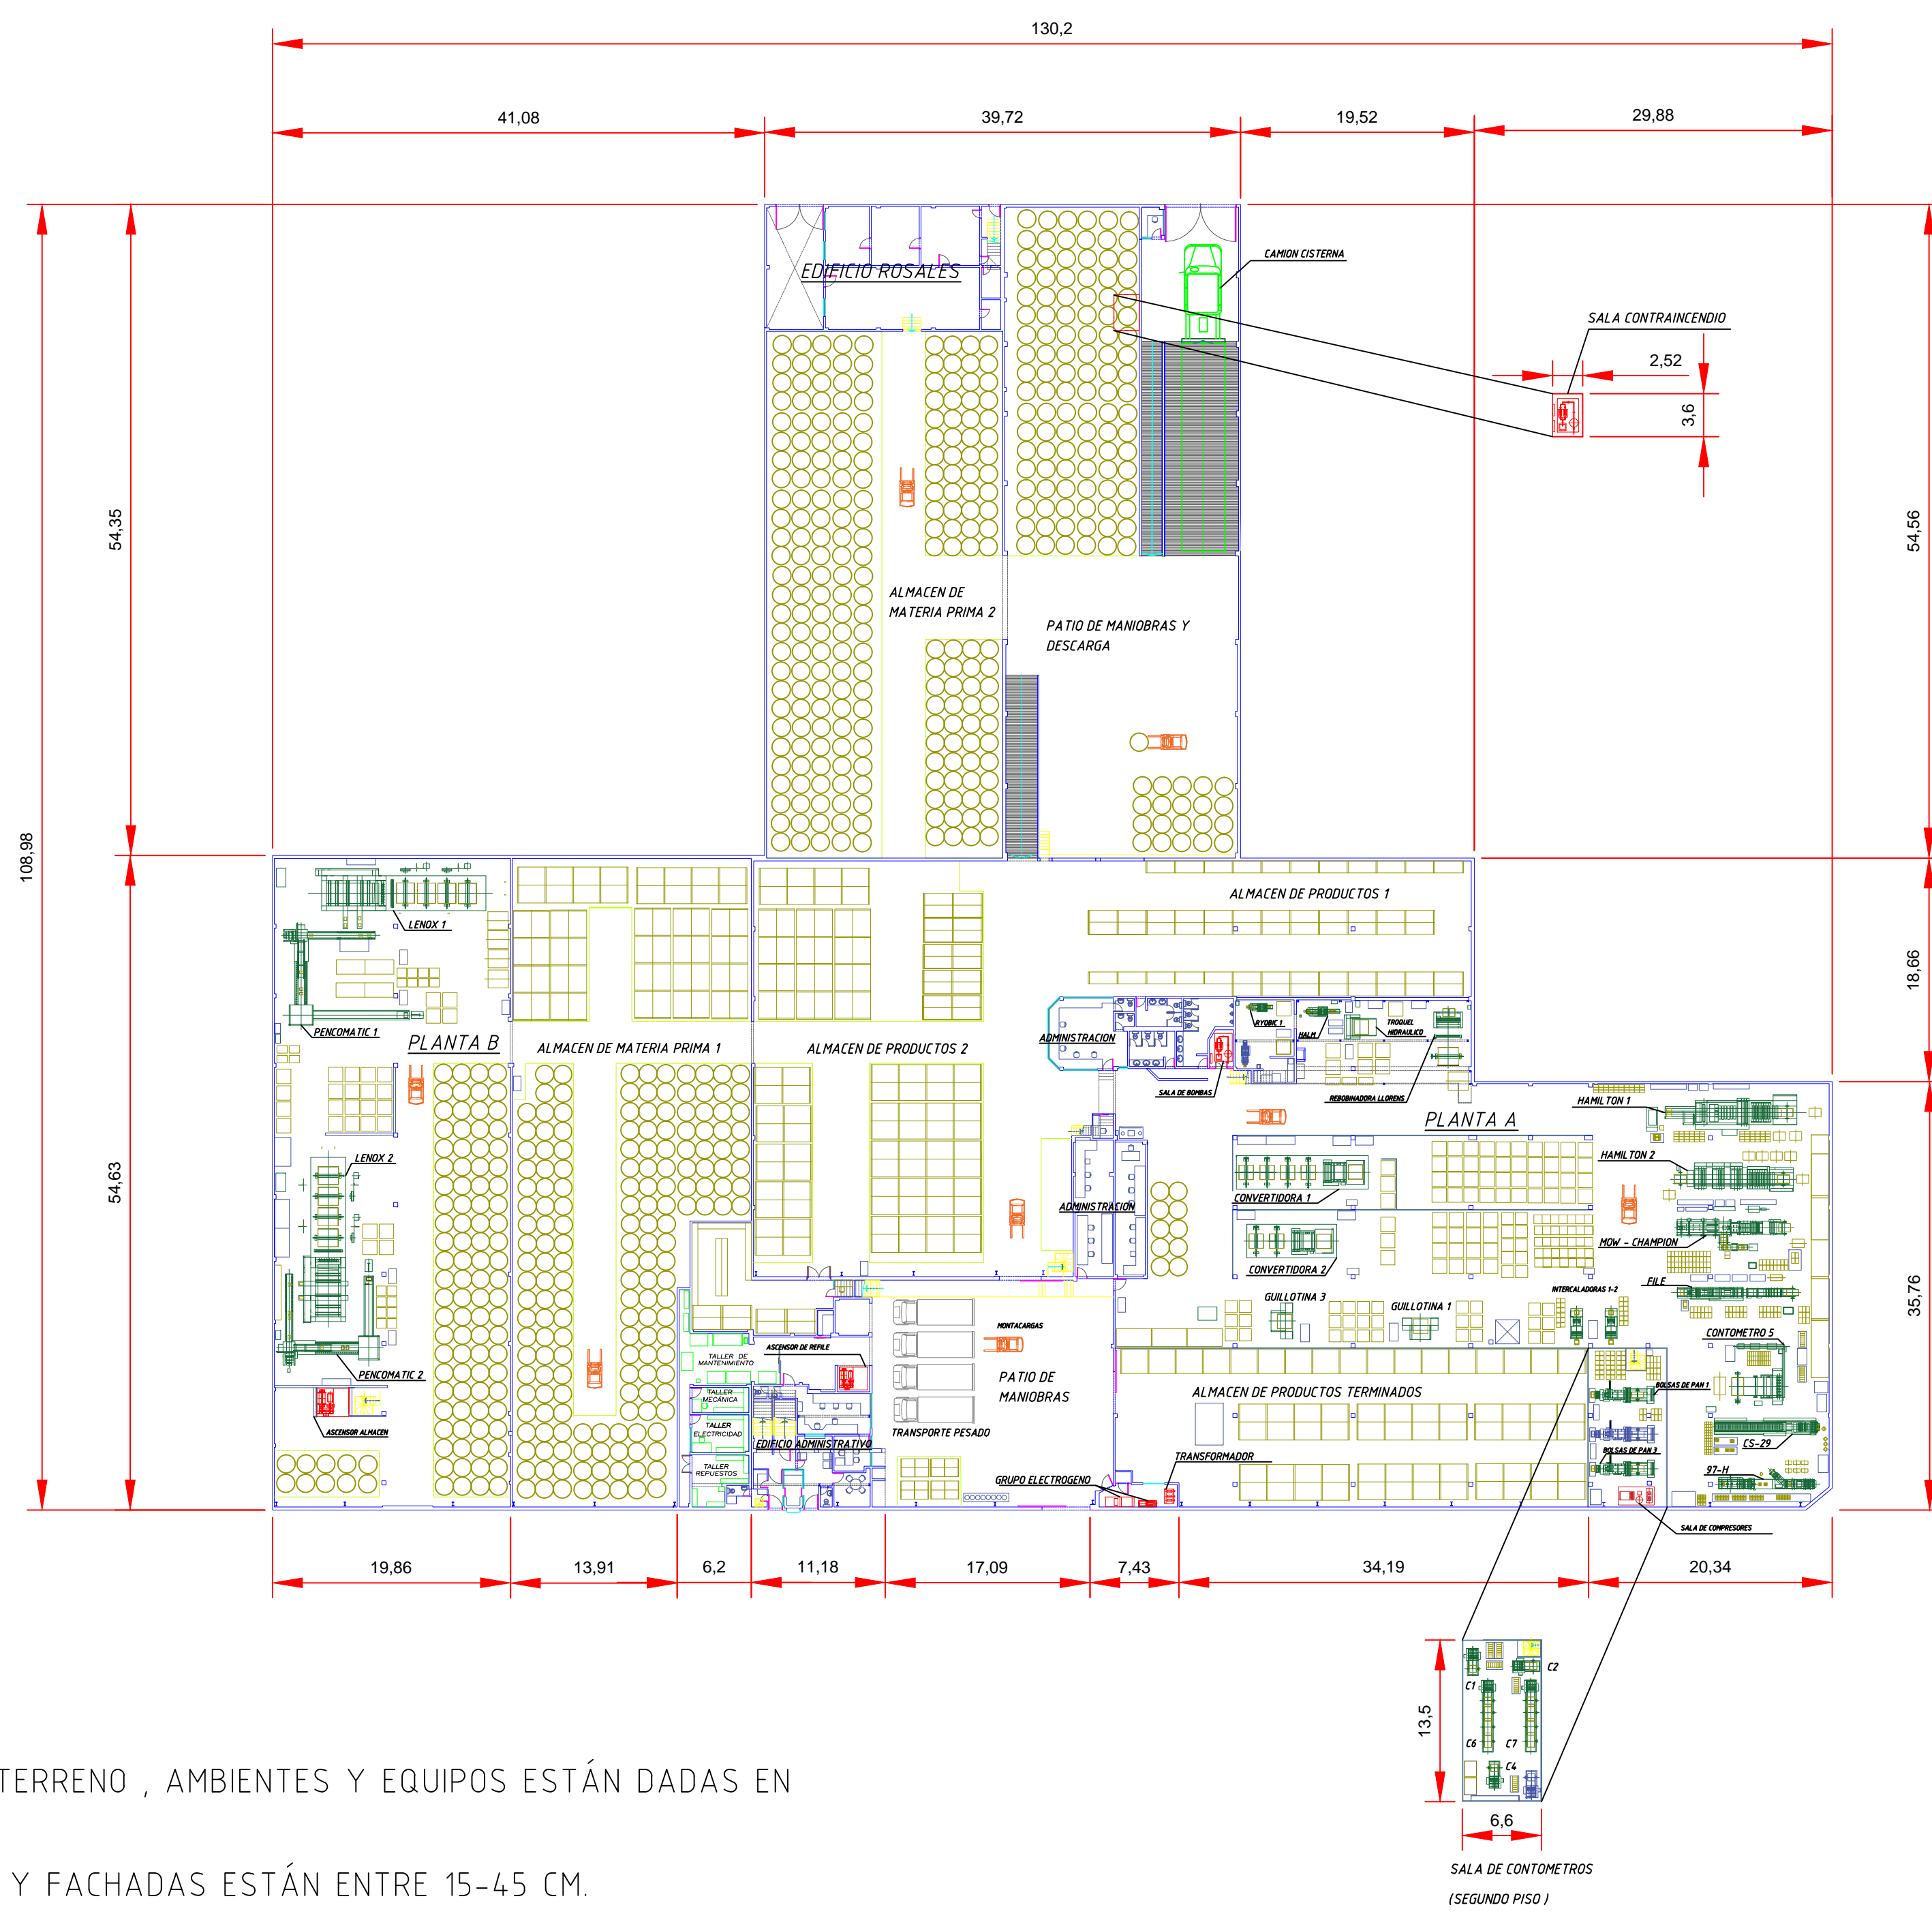 130,2
41,08
39,72
19,52
29,88
EDIFICIO ROSALES
CAMION CISTERNA
SALA CONTRAINCENDIO
2,52
3,6
54,35
54,56
ALMACEN DE
MATERIA PRIMA 2
PATIO DE MANIOBRAS Y
DESCARGA
108,98
LENOX 1
ALMACEN DE PRODUCTOS 1
18,66
PENCOMATIC 1
PLANTA B
ALMACEN DE MATERIA PRIMA 1
ALMACEN DE PRODUCTOS 2
ADMINISTRACION
RYOBIC 1
HALM
TROQUEL
HIDRAULICO
SALA DE BOMBAS
REBOBINADORA LLORENS
HAMILTON 1
PLANTA A
LENOX 2
HAMILTON 2
54,63
CONVERTIDORA 1
ADMINISTRACION
MOW - CHAMPION
CONVERTIDORA 2
FILE
INTERCALADORAS 1-2
GUILLOTINA 3
GUILLOTINA 1
35,76
MONTACARGAS
CONTOMETRO 5
ASCENSOR DE REFILE
TALLER DE
MANTENIMIENTO
PENCOMATIC 2
PATIO DE
MANIOBRAS
BOLSAS DE PAN 1
TALLER
MECANICA
ALMACEN DE PRODUCTOS TERMINADOS
ASCENSOR ALMACEN
TALLER
ELECTRICIDAD
TRANSPORTE PESADO
EDIFICIO ADMINISTRATIVO
CS-29
BOLSAS DE PAN 3
TRANSFORMADOR
TALLER
REPUESTOS
GRUPO ELECTROGENO
97-H
SALA DE COMPRESORES
19,86
13,91
6,2
11,18
17,09
7,43
34,19
20,34
C2
C1
13,5
C6
C7
C4
6,6
SALA DE CONTOMETROS
(SEGUNDO PISO )
TERRENO , AMBIENTES Y EQUIPOS ESTÁN DADAS EN
Y FACHADAS ESTÁN ENTRE 15-45 CM.